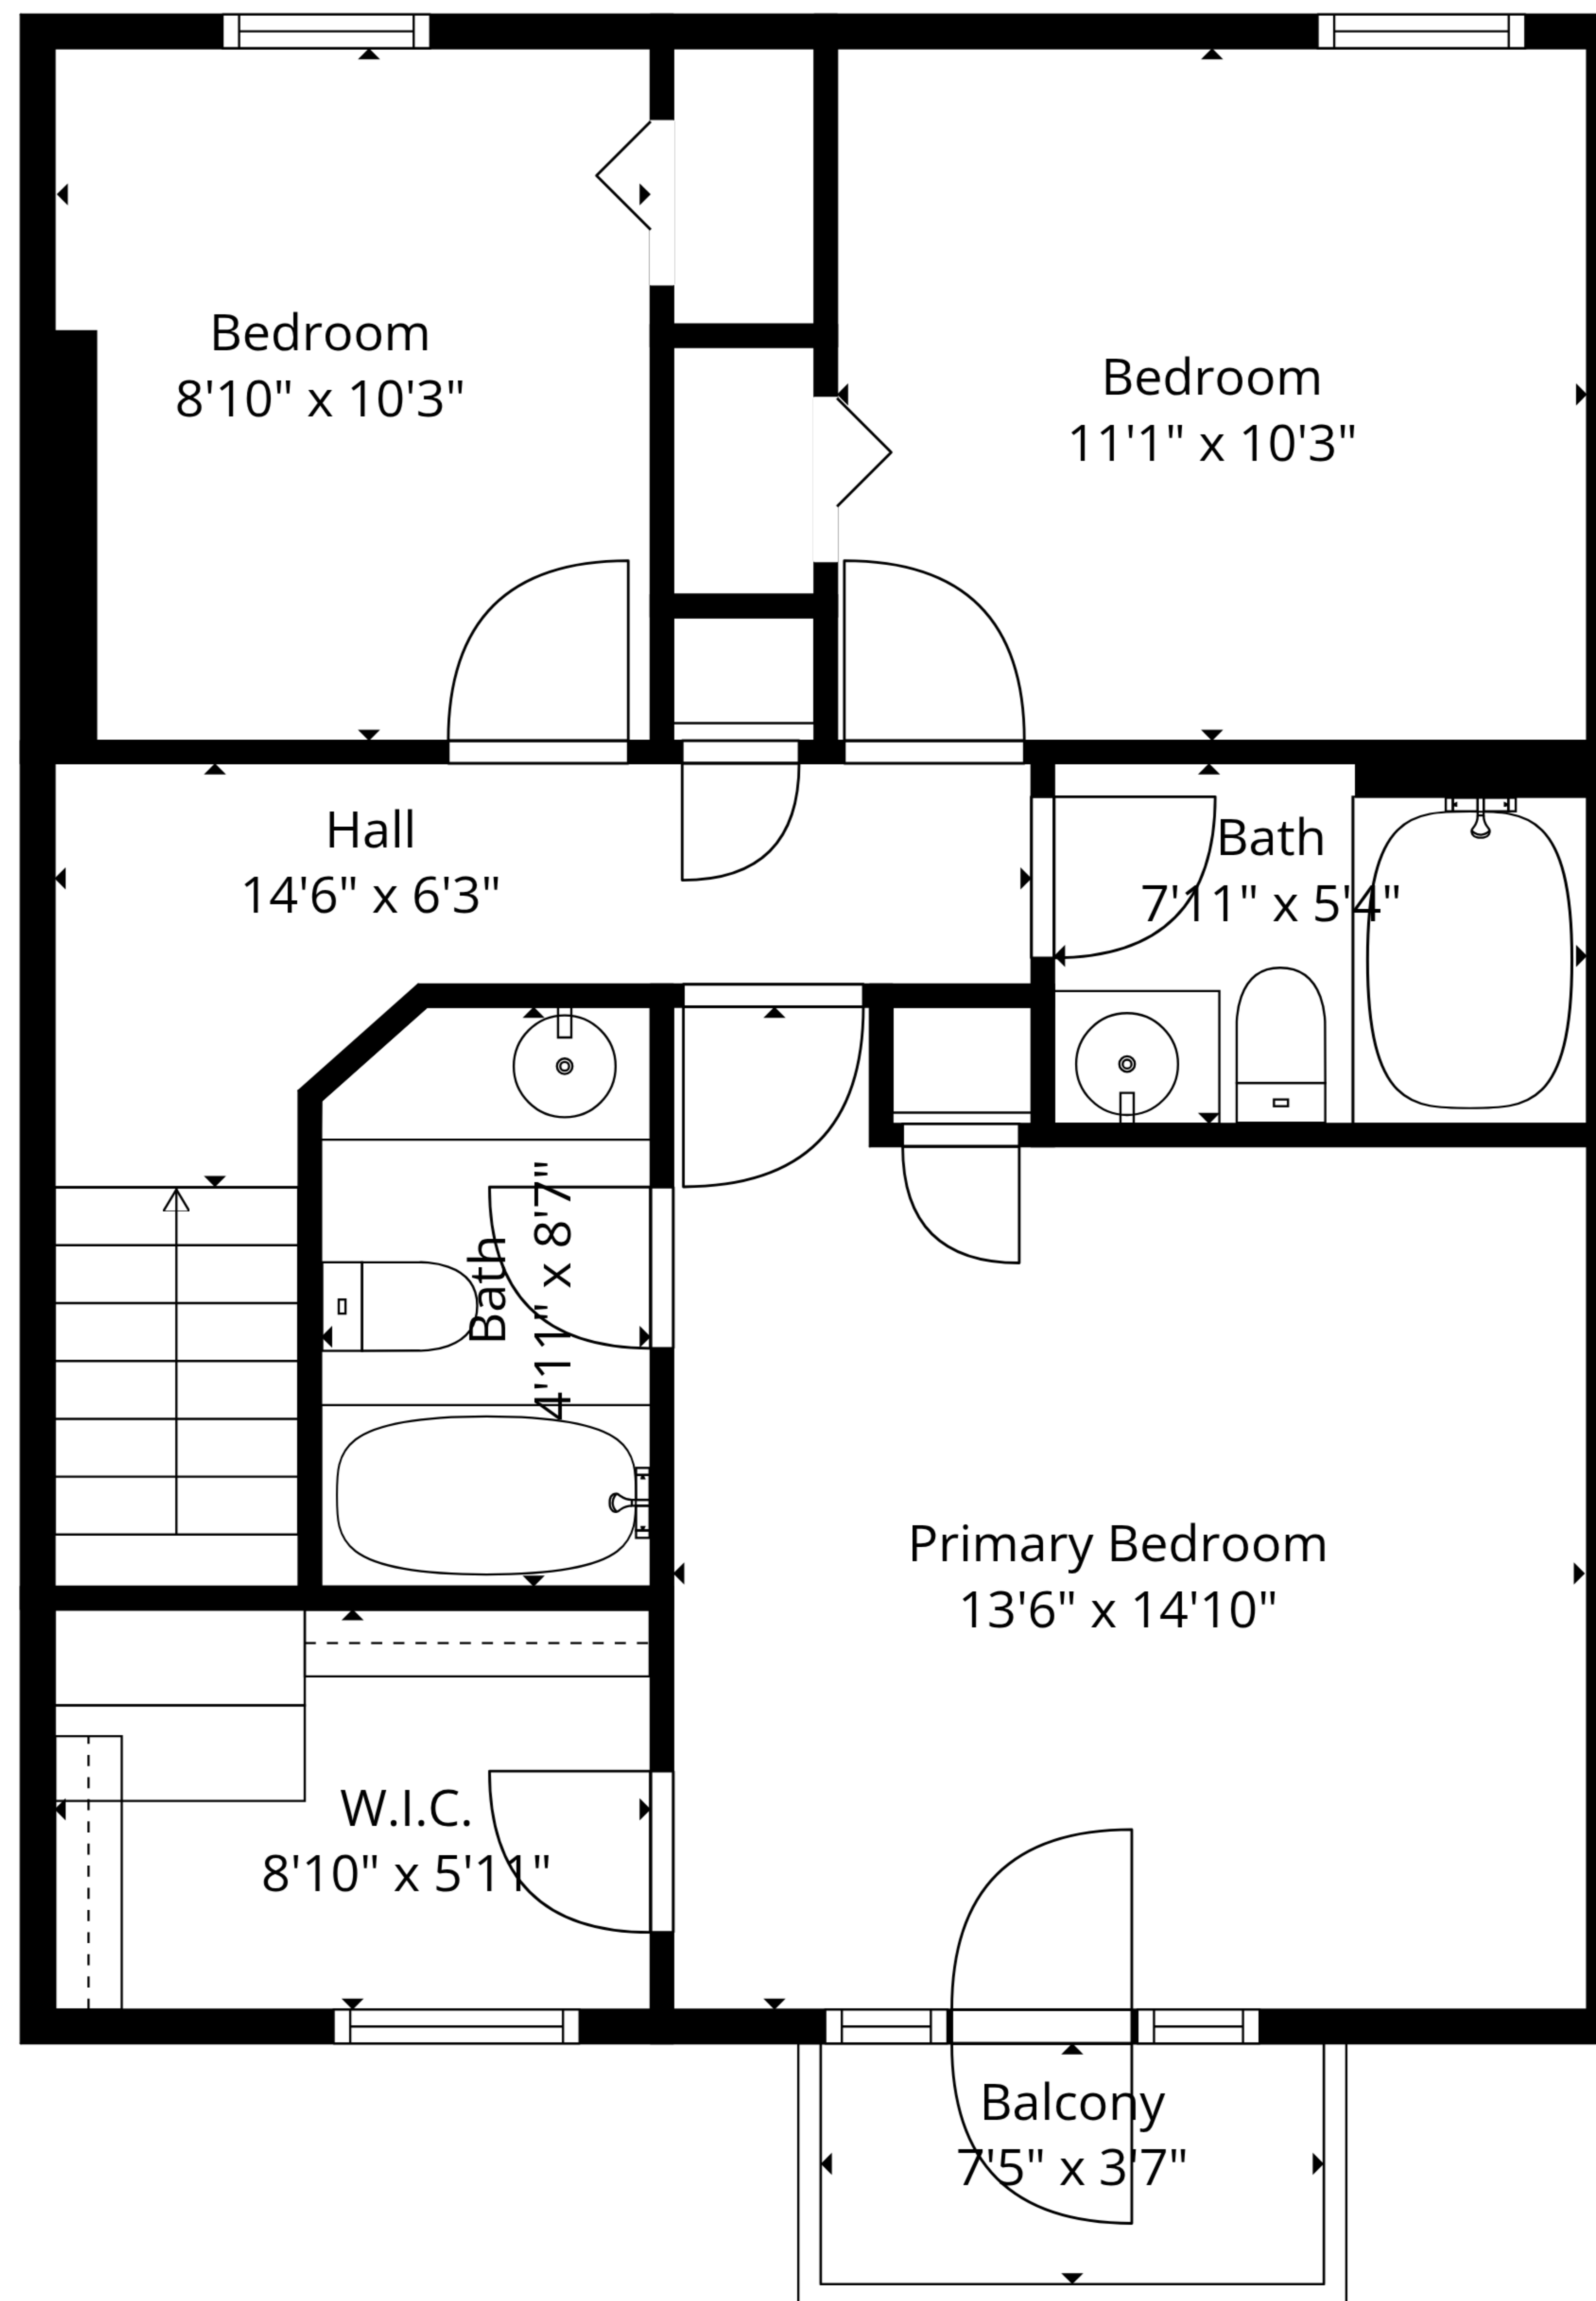 Bedroom
8'10" x 10'3"
Bedroom
11'1" x 10'3"
Hall
14'6" x 6'3"
Bath
7'11" x 5'4"
Bath
4'11" x 8'7"
Primary Bedroom
13'6" x 14'10"
W.I.C.
8'10" x 5'11"
Balcony
7'5" x 3'7"